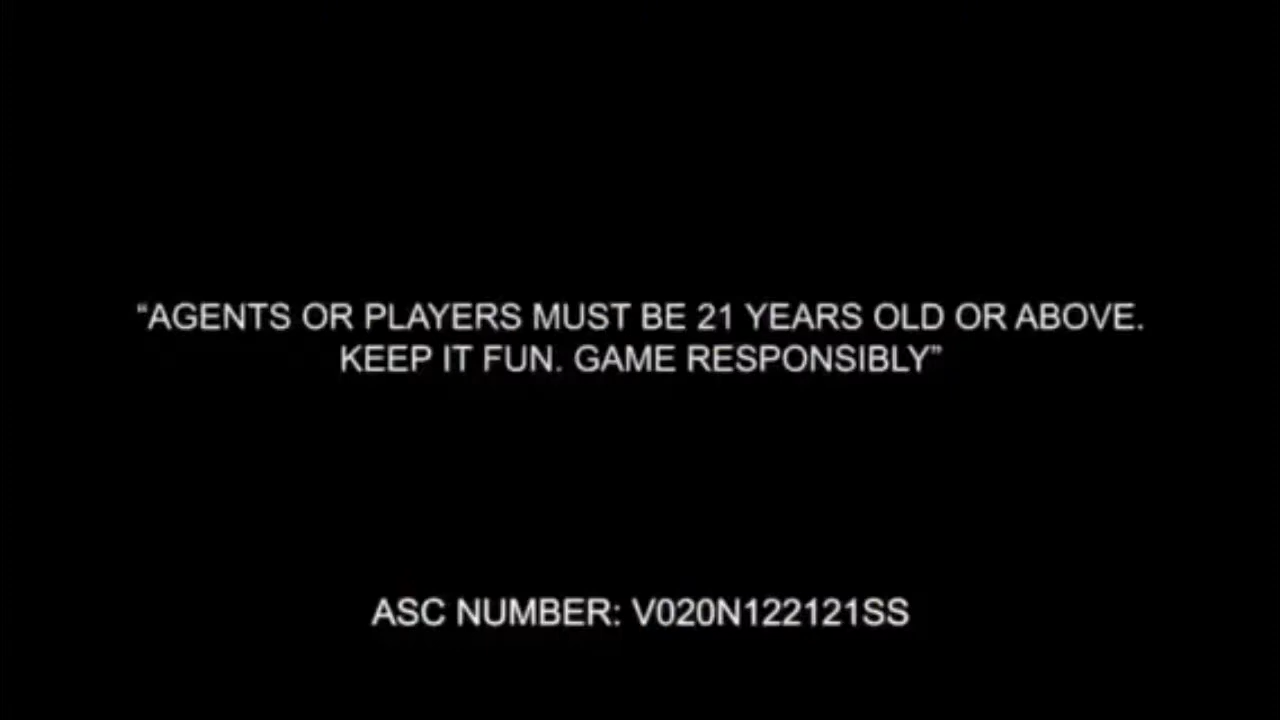 “AGENTS OR PLAYERS MUST BE 21 YEARS OLD OR ABOVE.
KEEP IT FUN. GAME RESPONSIBLY”
ASC NUMBER: V020N122121SS